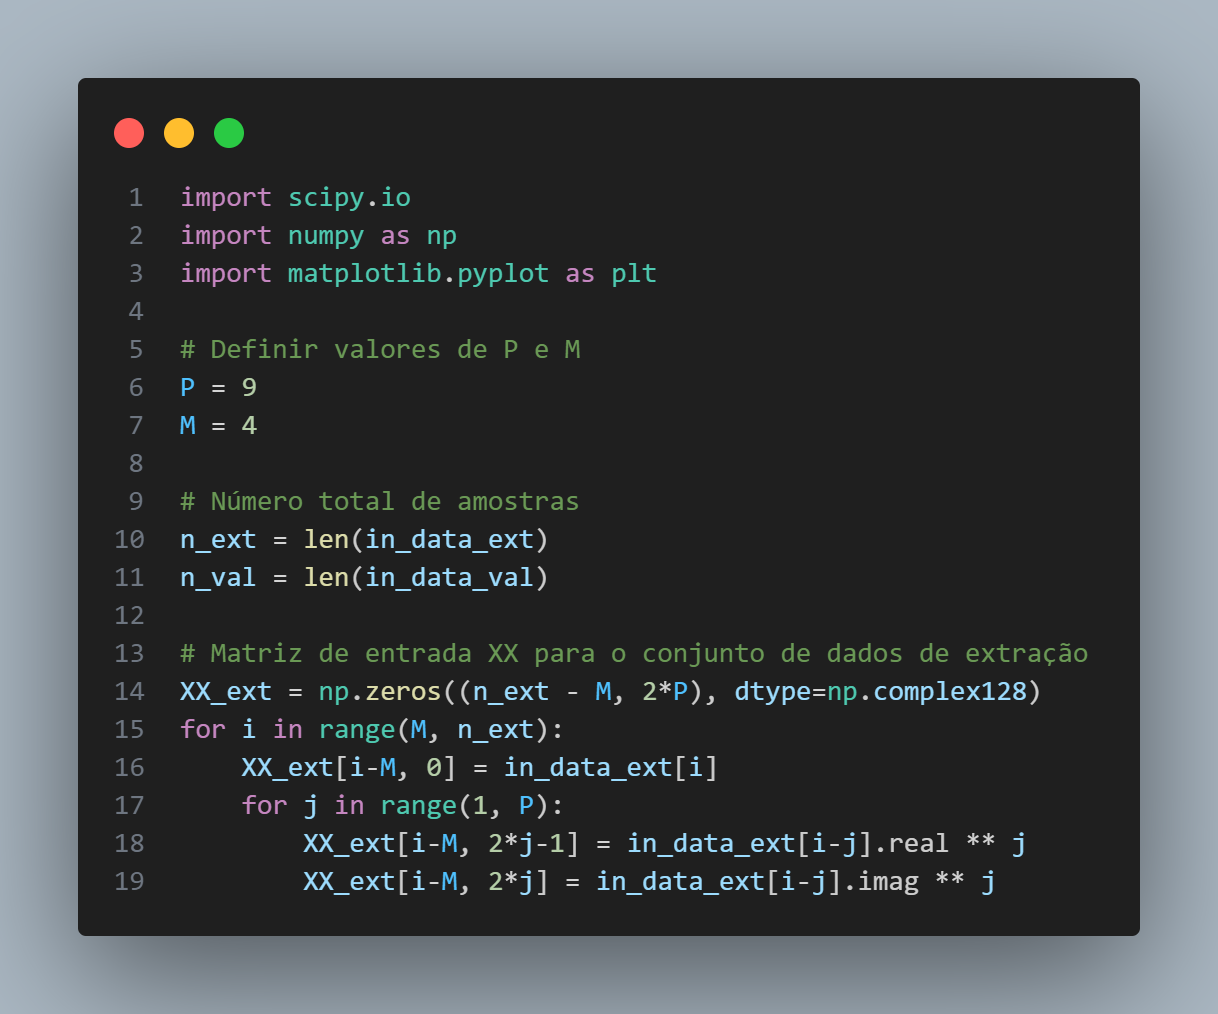 1 import scipy.io
2 import numpy as np
3 import matplotlib.pyplot as plt
4
5 # Definir valores de P e M
6 P = 9
7 M = 4
8
9 # Número total de amostras
10 n_ext = len(in_data_ext)
11 n_val = len(in_data_val)
12
13 # Matriz de entrada XX para o conjunto de dados de extração
14 XX_ext = np.zeros((n_ext - M, 2*P), dtype=np.complex128)
15 for i in range(M, n_ext):
16     XX_ext[i-M, 0] = in_data_ext[i]
17     for j in range(1, P):
18         XX_ext[i-M, 2*j-1] = in_data_ext[i-j].real ** j
19         XX_ext[i-M, 2*j] = in_data_ext[i-j].imag ** j